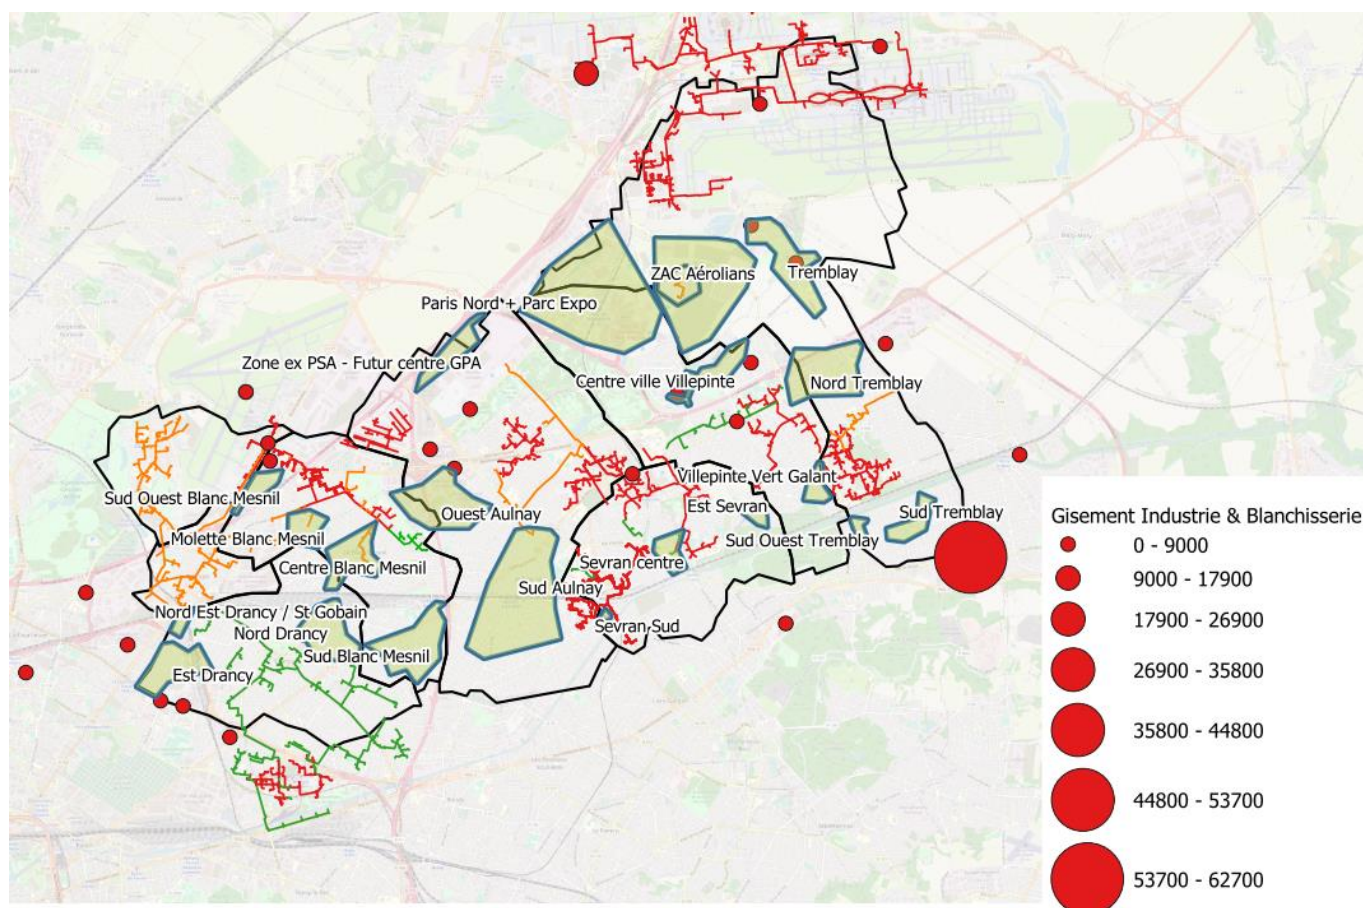 ZAC Aérolians
Tremblay
Paris Nord + Parc Expo
Zone ex PSA - Futur centre GPA
Centre ville Villepinte
Nord Tremblay
Villepinte Vert Galant
Sud Ouest Blanc Mesnil
Est Sevran
Ouest Aulnay
Sud Tremblay
Molette Blanc Mesnil
Sud Ouest Tremblay
Centre Blanc Mesnil
Sevran centre
Sud Aulnay
Nord Est Drancy / St Gobain
Nord Drancy
Sevran Sud
Sud Blanc Mesnil
Est Drancy
Gisement Industrie & Blanchisserie
0 - 9000
9000 - 17900
17900 - 26900
26900 - 35800
35800 - 44800
44800 - 53700
53700 - 62700